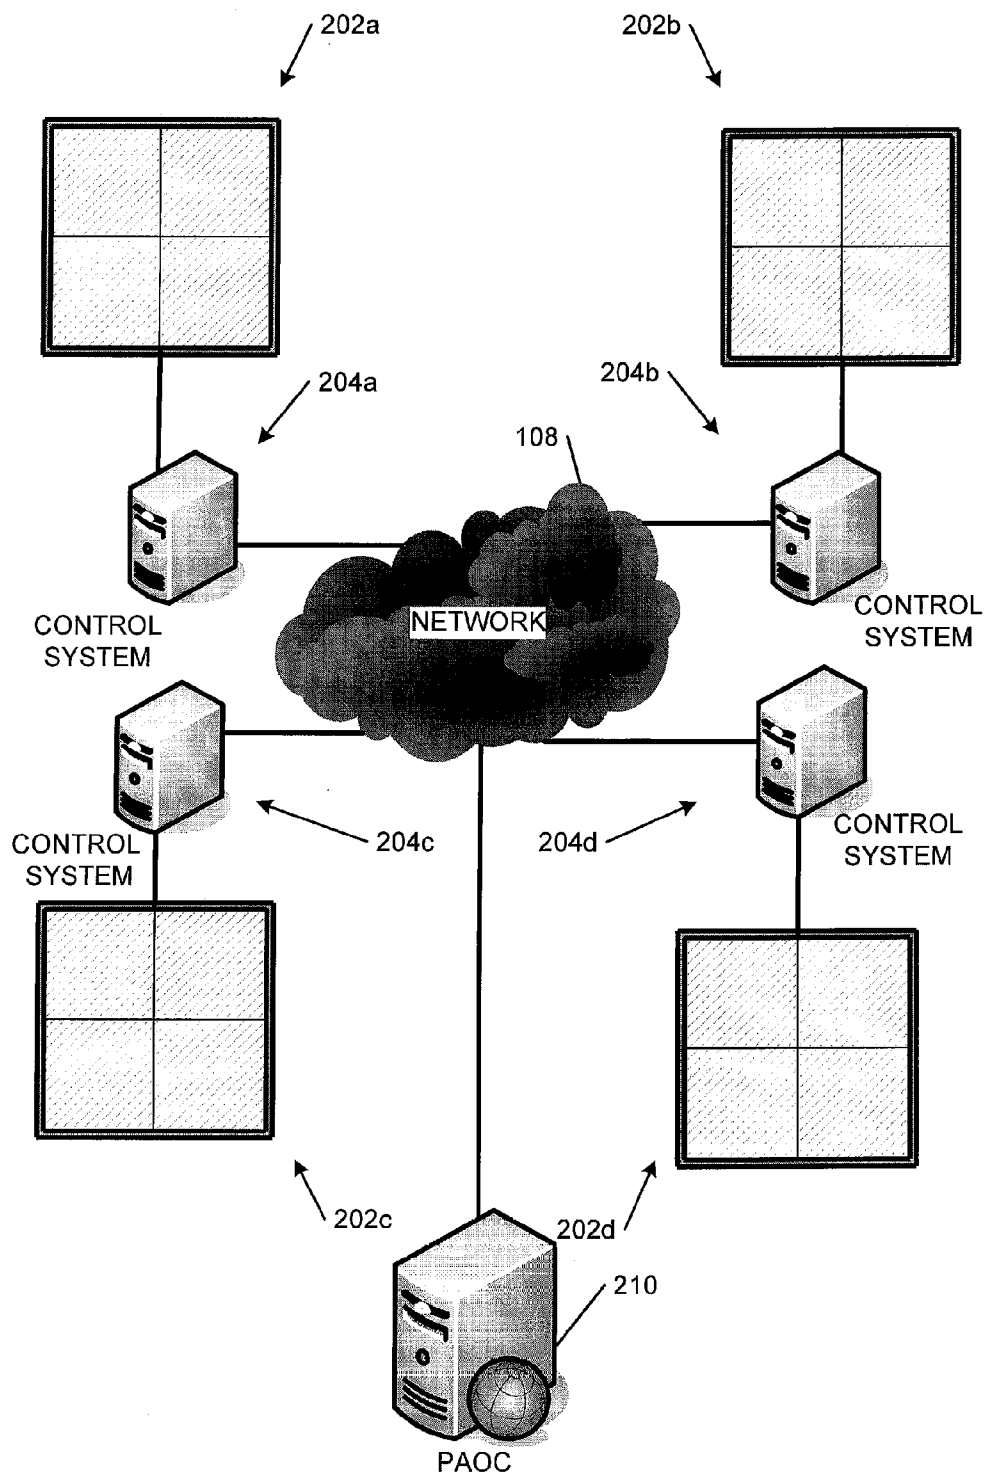 202a
202b
204a
204b
108
NETWORK
CONTROL
SYSTEM
CONTROL
SYSTEM
204c
204d
CONTROL
SYSTEM
CONTROL
SYSTEM
202c
202d
210
PAOC